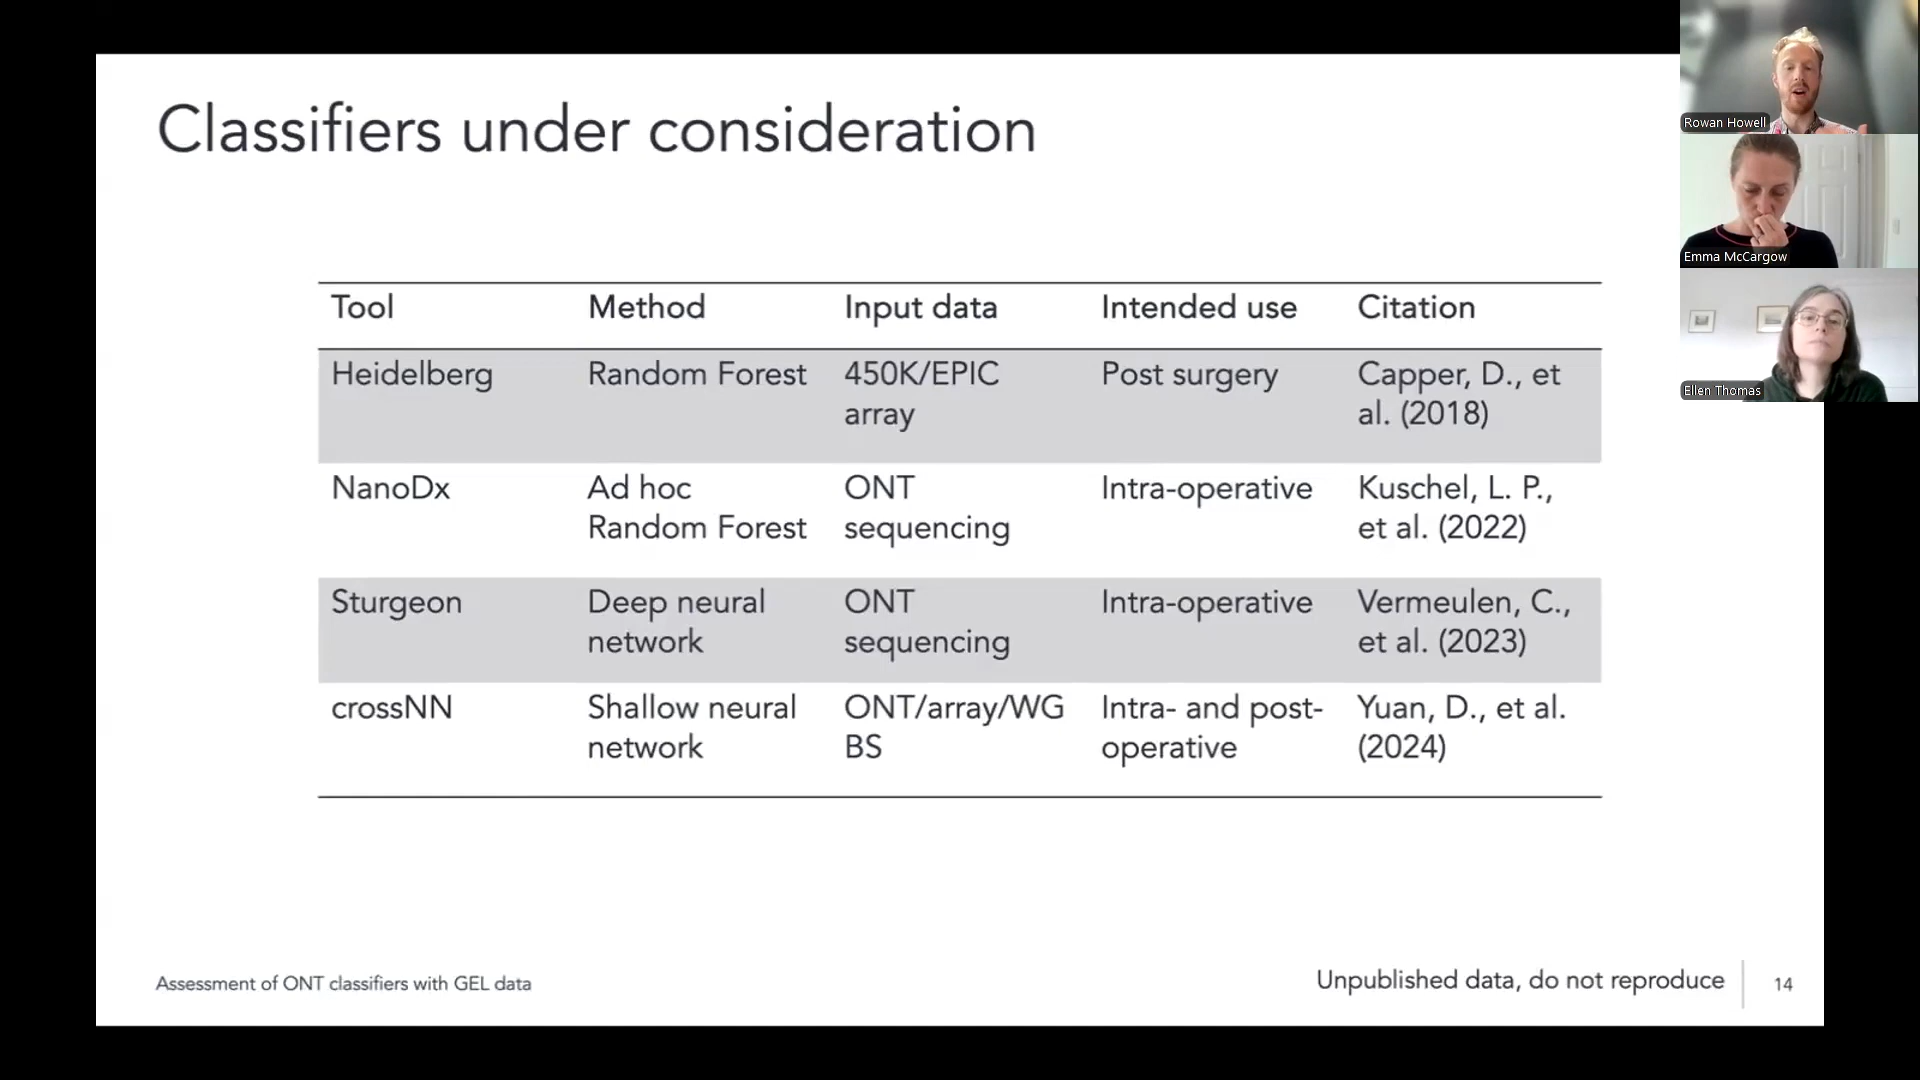 Classifiers under consideration
Tool Method Input data Intended use Citation
Heidelberg Random Forest 450K/EPIC array Post surgery Capper, D., et al. (2018)
NanoDx Ad hoc Random Forest ONT sequencing Intra-operative Kuschel, L. P., et al. (2022)
Sturgeon Deep neural network ONT sequencing Intra-operative Vermeulen, C., et al. (2023)
crossNN Shallow neural network ONT/array/WGBS Intra- and post-operative Yuan, D., et al. (2024)
Assessment of ONT classifiers with GEL data
Unpublished data, do not reproduce
14
Rowan Howell
Emma McCargow
Ellen Thomas